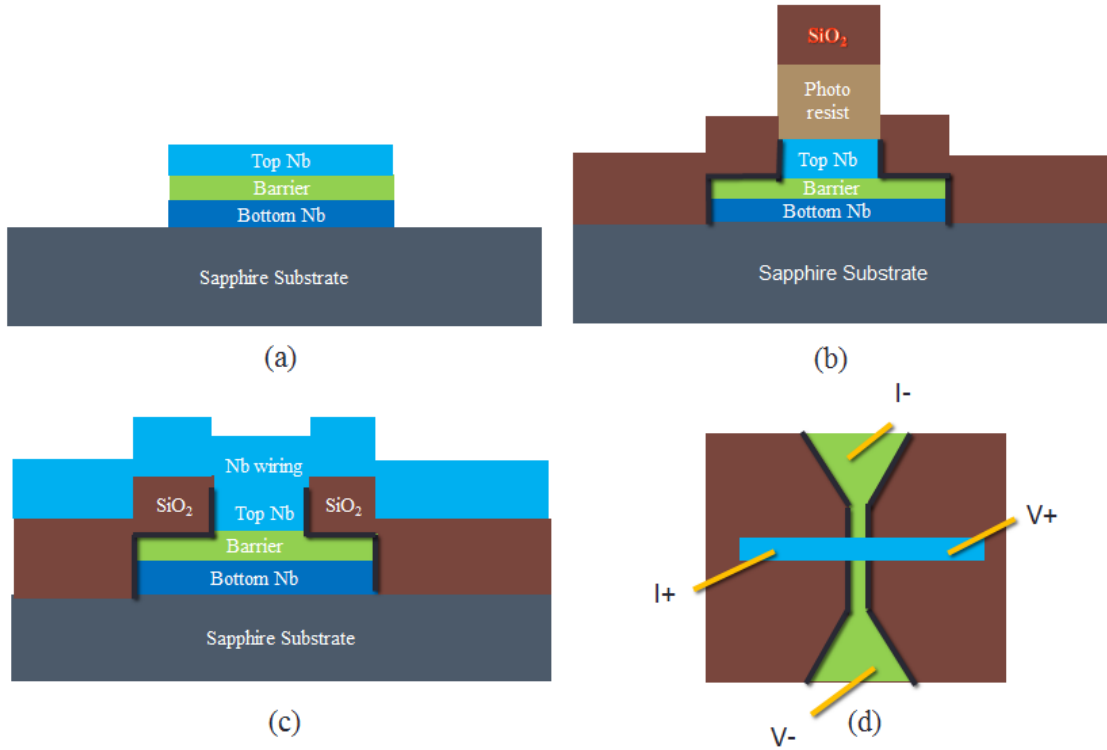 Top Nb
Barrier
Bottom Nb
Sapphire Substrate
(a)
SiO₂
Photo
resist
Top Nb
Barrier
Bottom Nb
Sapphire Substrate
(b)
Nb wiring
SiO₂
SiO₂
Top Nb
Barrier
Bottom Nb
Sapphire Substrate
(c)
I-
V+
I+
V-
(d)